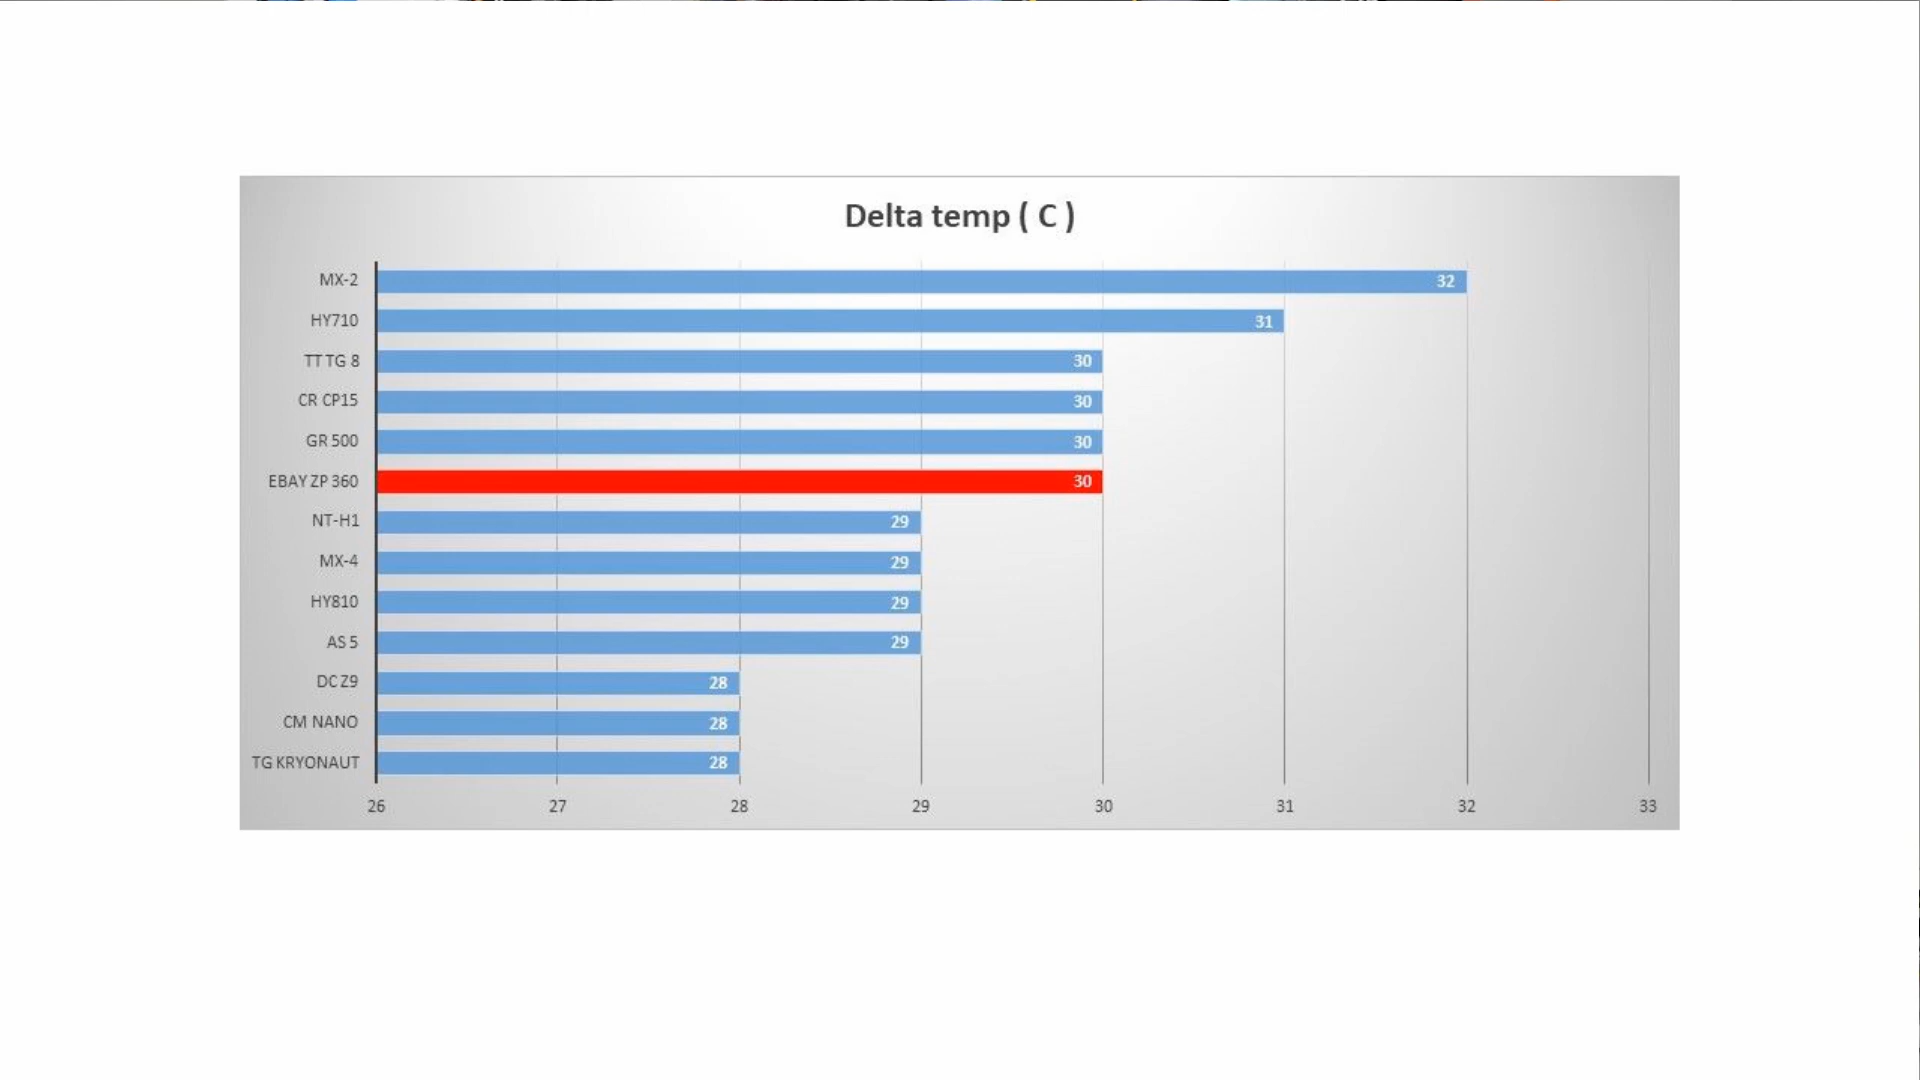 Delta temp ( C )
MX-2 32
HY710 31
TT TG 8 30
CR CP15 30
GR 500 30
EBAY ZP 360 30
NT-H1 29
MX-4 29
HY810 29
AS 5 29
DC Z9 28
CM NANO 28
TG KRYONAUT 28
26 27 28 29 30 31 32 33